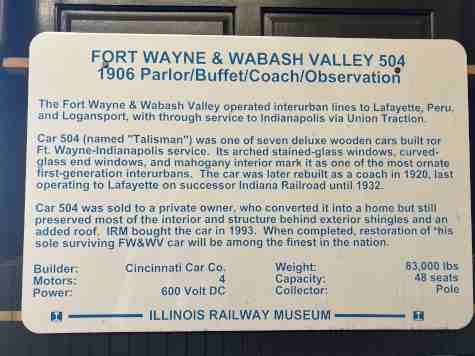 FORT WAYNE & WABASH VALLEY 504
1906 Parlor/Buffet/Coach/Observation
The Fort Wayne & Wabash Valley operated interurban lines to Lafayette, Peru,
and Logansport, with through service to Indianapolis via Union Traction.
Car 504 (named "Talisman") was one of seven deluxe wooden cars built for
Ft. Wayne-Indianapolis service. Its arched stained-glass windows, curved-
glass end windows, and mahogany interior mark it as one of the most ornate
first-generation interurbans. The car was later rebuilt as a coach in 1920, last
operating to Lafayette on successor Indiana Railroad until 1932.
Car 504 was sold to a private owner, who converted it into a home but still
preserved most of the interior and structure behind exterior shingles and an
added roof. IRM bought the car in 1993. When completed, restoration of this
sole surviving FW&WV car will be among the finest in the nation.
Builder: Cincinnati Car Co. Weight: 83,000 lbs
Motors: 4 Capacity: 48 seats
Power: 600 Volt DC Collector: Pole
ILLINOIS RAILWAY MUSEUM